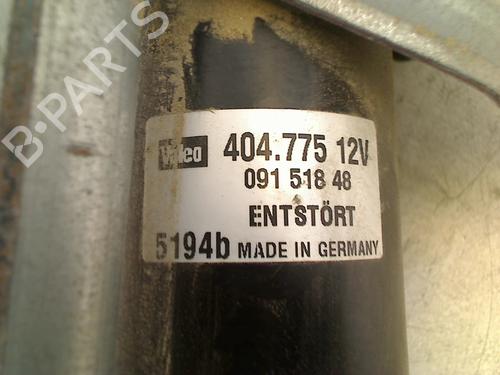 B-PARTS
Valeo 404.775 12V
091 518 48
ENTSTÖRT
5194b MADE IN GERMANY